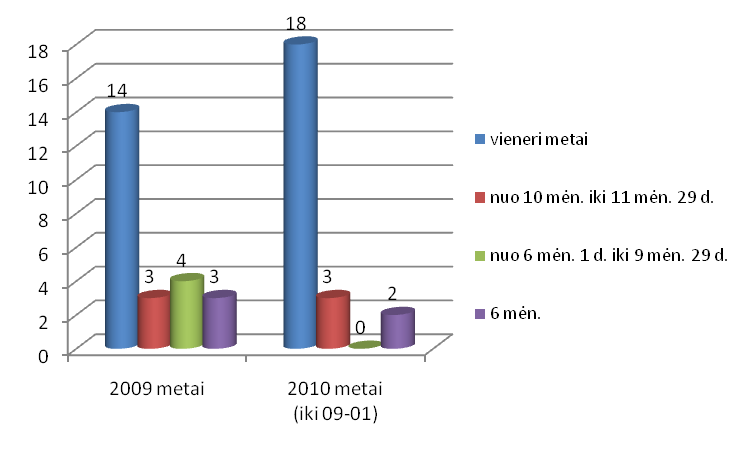 18
16
14
12
10
8
6
4
2
0
14
3
4
3
18
3
0
2
2009 metai
2010 metai
(iki 09-01)
vieneri metai
nuo 10 mėn. iki 11 mėn. 29 d.
nuo 6 mėn. 1 d. iki 9 mėn. 29 d.
6 mėn.